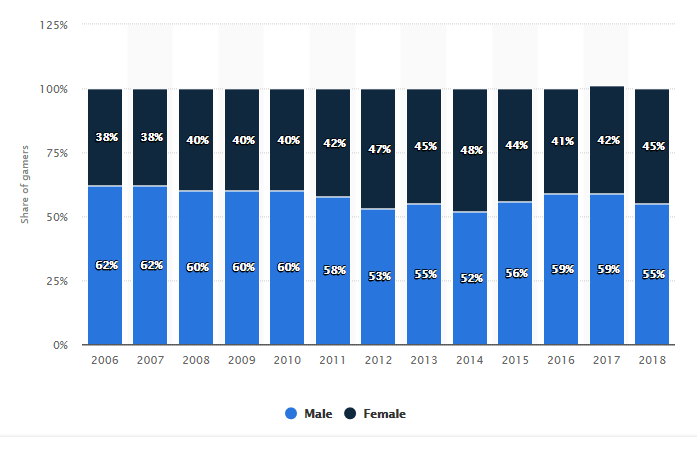 125%
100%
75%
50%
25%
0%
Share of gamers
38% 38% 40% 40% 40% 42% 47% 45% 48% 44% 41% 42% 45%
62% 62% 60% 60% 60% 58% 53% 55% 52% 56% 59% 59% 55%
2006 2007 2008 2009 2010 2011 2012 2013 2014 2015 2016 2017 2018
Male Female